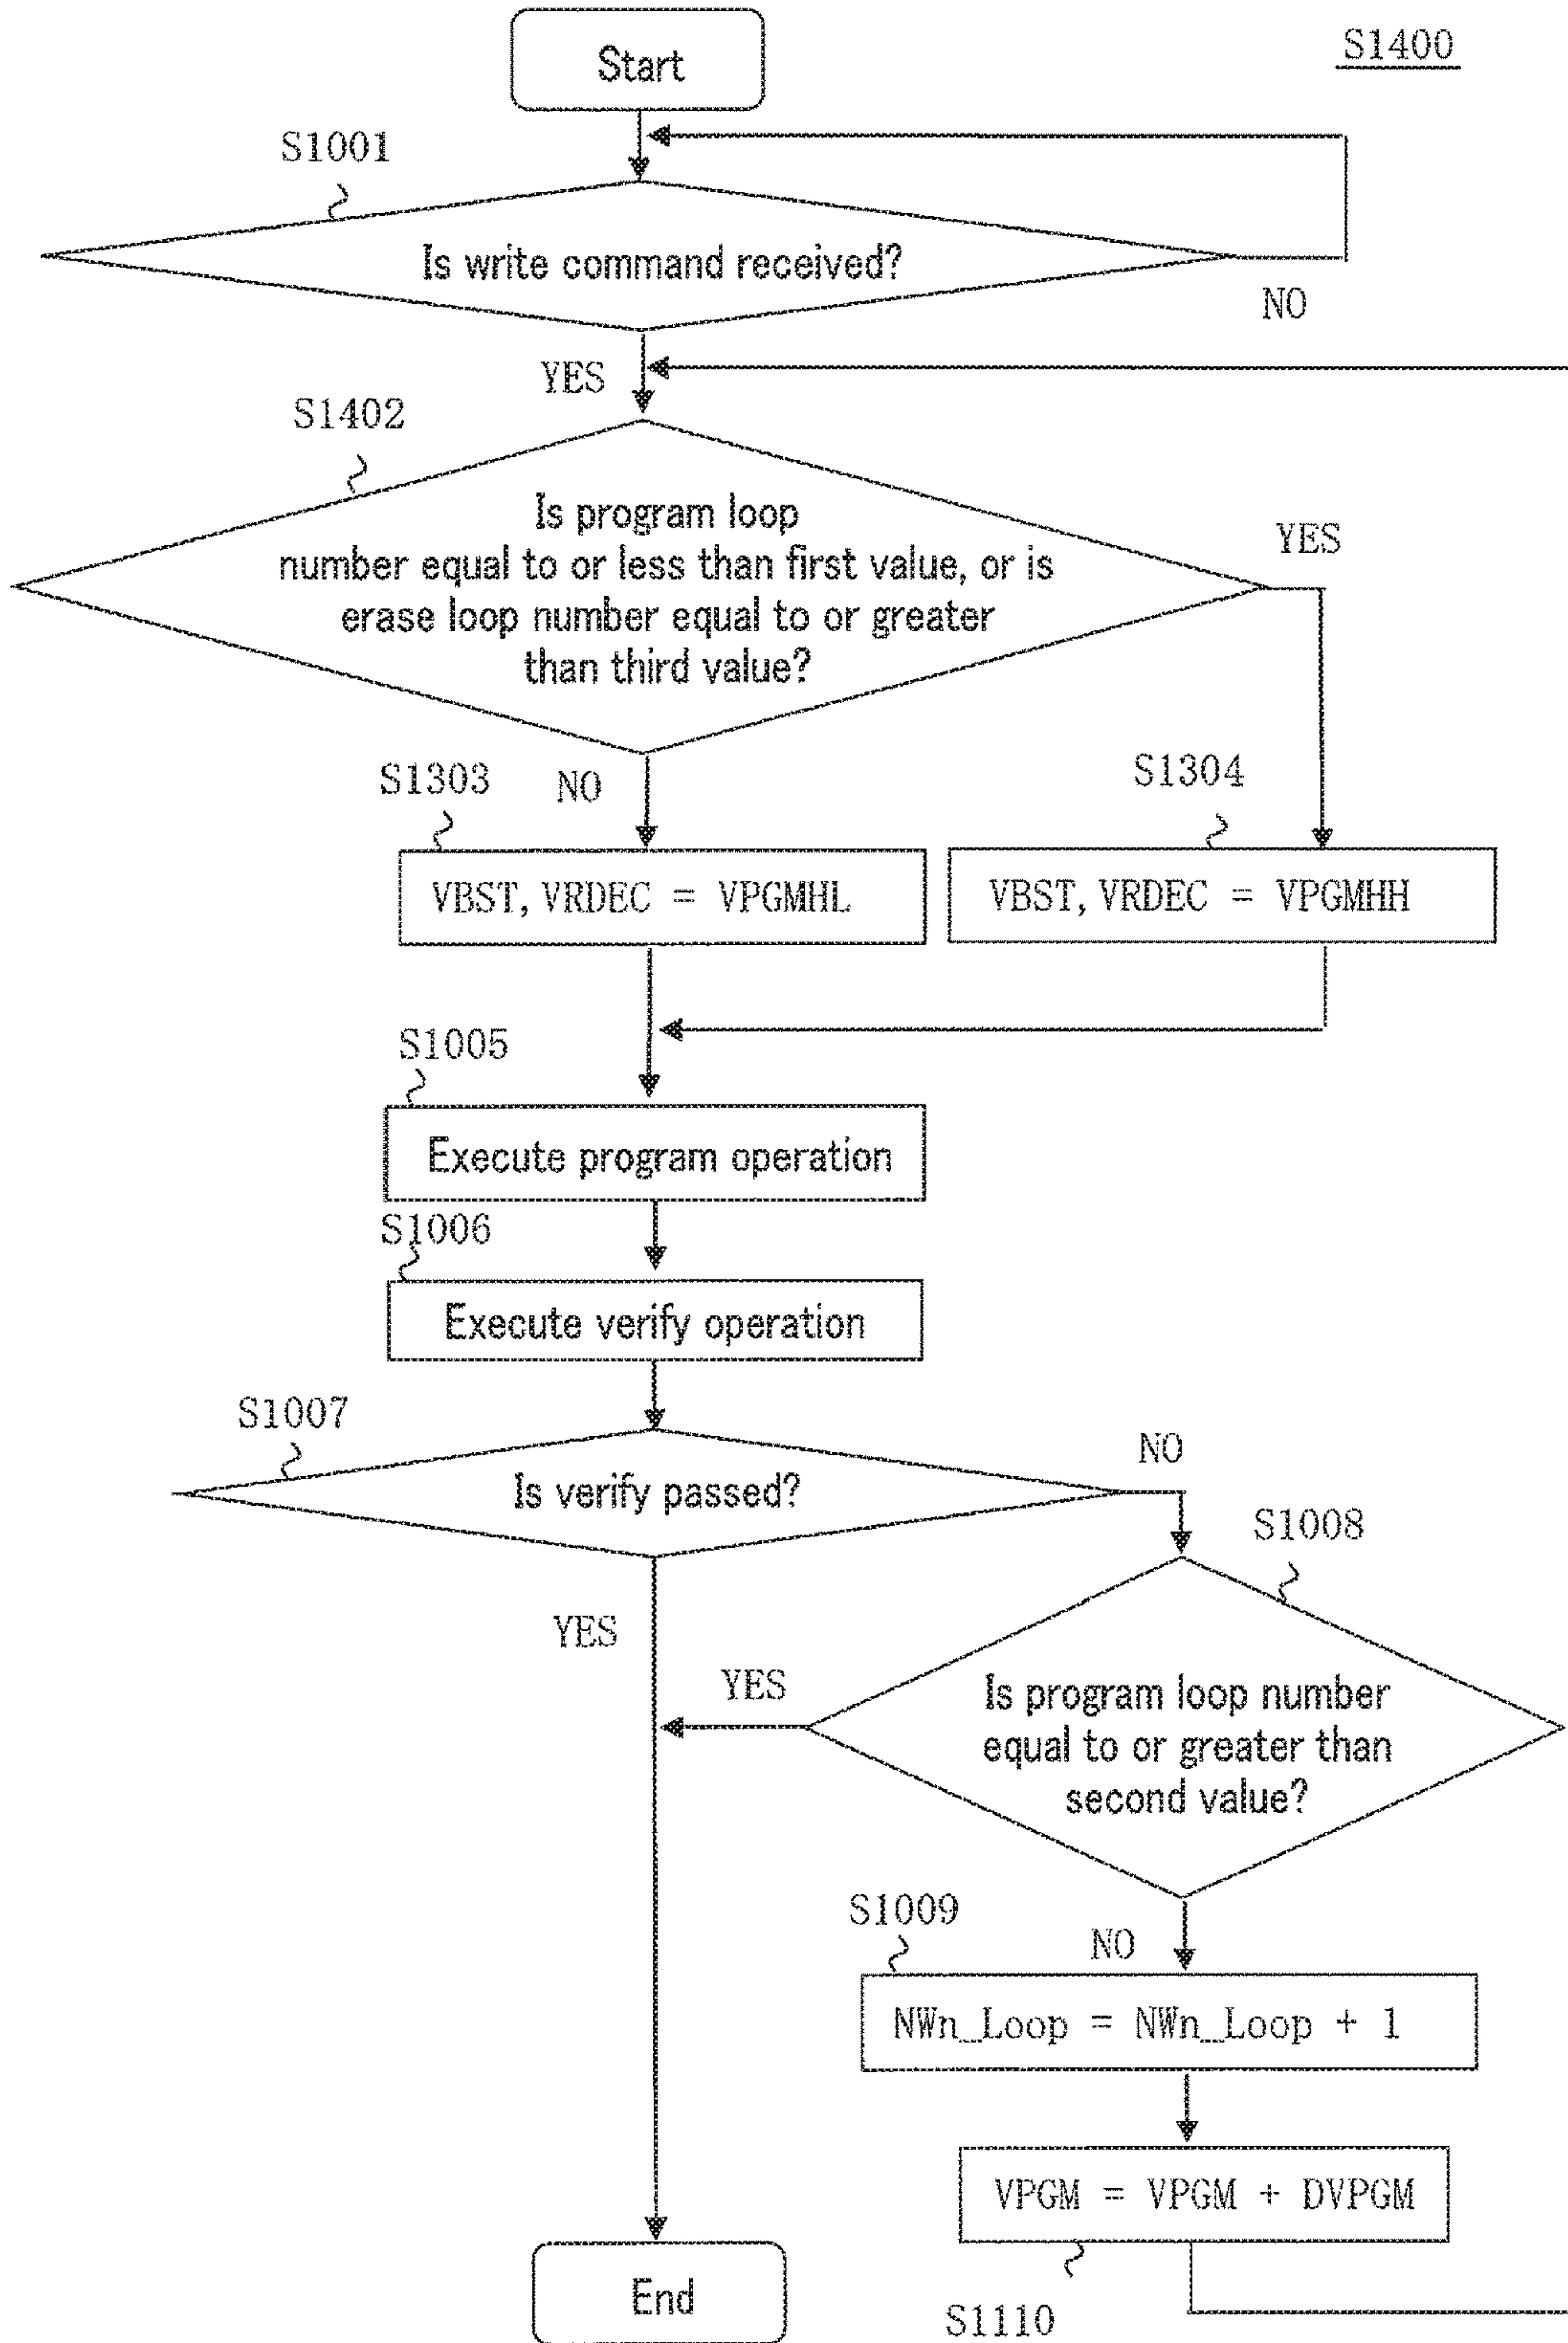 S1400
Start
S1001
Is write command received?
NO
YES
S1402
Is program loop
number equal to or less than first value, or is
erase loop number equal to or greater
than third value?
YES
NO
S1303
VBST, VRDEC = VPGMHL
S1304
VBST, VRDEC = VPGMHH
S1005
Execute program operation
S1006
Execute verify operation
S1007
Is verify passed?
NO
YES
S1008
Is program loop number
equal to or greater than
second value?
YES
NO
S1009
NWn_Loop = NWn_Loop + 1
VPGM = VPGM + DVPGM
S1110
End